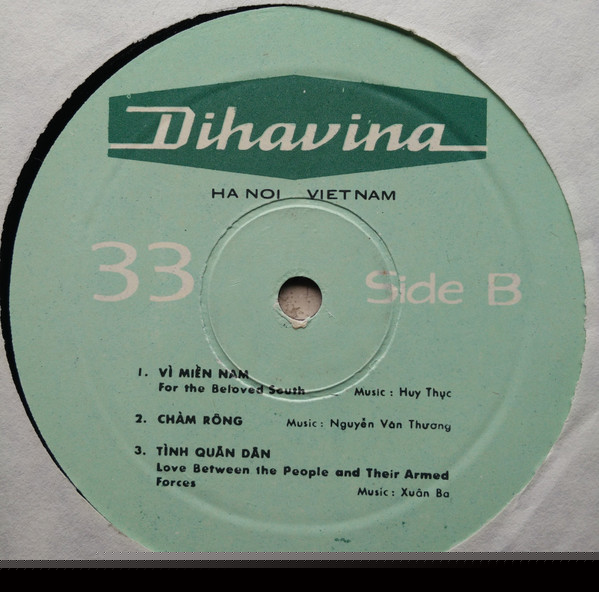 Dihavina
HA NOI VIETNAM
33 Side B
1. VÌ MIỀN NAM
For the Beloved South Music : Huy Thục
2. CHÀM RÔNG Music : Nguyễn Văn Thương
3. TÌNH QUÂN DÂN
Love Between the People and Their Armed
Forces
Music : Xuân Ba